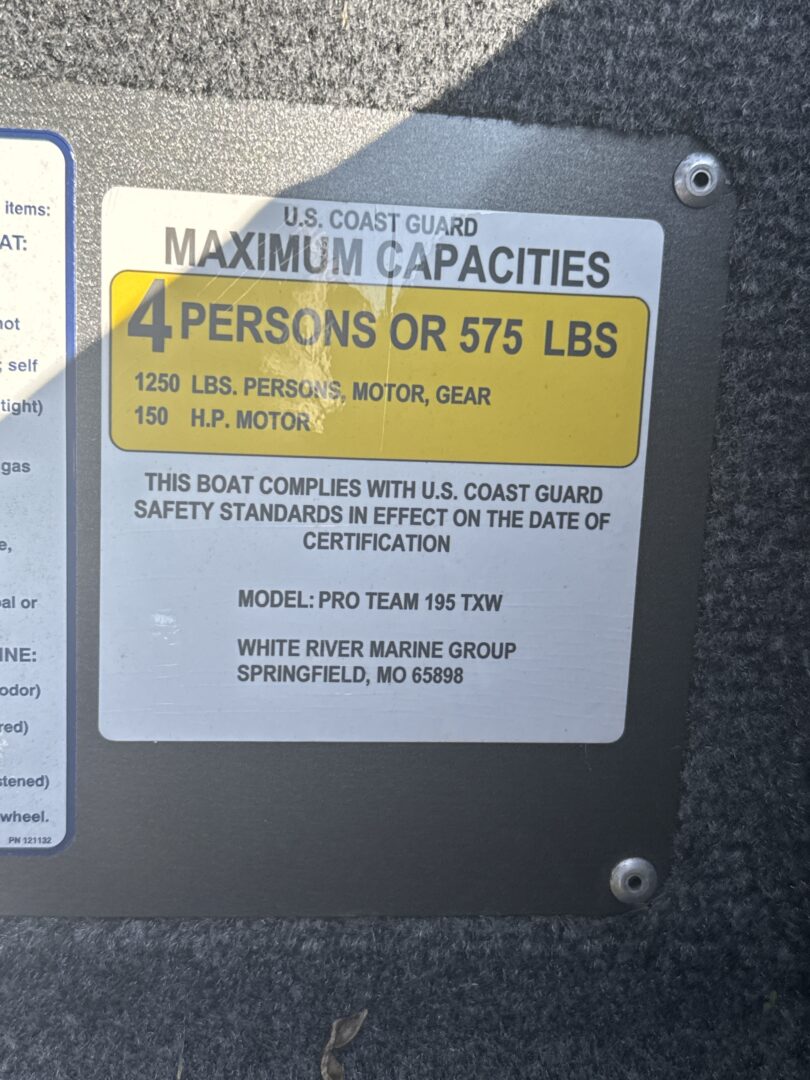 items:
AT:
not
; self
tight)
gas
e,
oal or
INE:
odor)
red)
stened)
wheel.
PN 121132
U.S. COAST GUARD
MAXIMUM CAPACITIES
4 PERSONS OR 575 LBS
1250 LBS. PERSONS, MOTOR, GEAR
150 H.P. MOTOR
THIS BOAT COMPLIES WITH U.S. COAST GUARD
SAFETY STANDARDS IN EFFECT ON THE DATE OF
CERTIFICATION
MODEL: PRO TEAM 195 TXW
WHITE RIVER MARINE GROUP
SPRINGFIELD, MO 65898